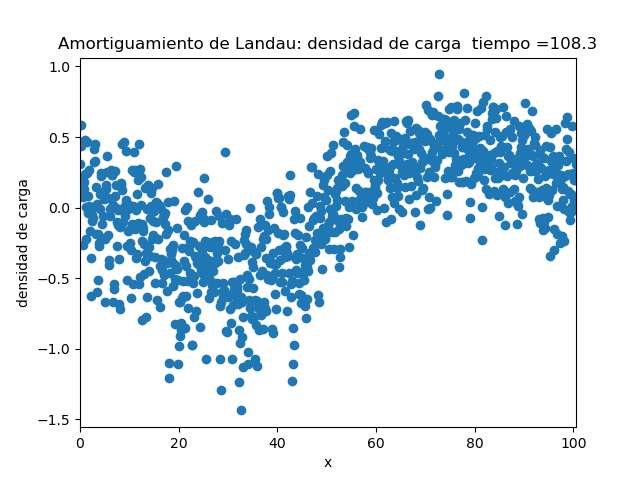 Amortiguamiento de Landau: densidad de carga  tiempo =108.3
1.0
0.5
0.0
−0.5
−1.0
−1.5
densidad de carga
0 20 40 60 80 100
x